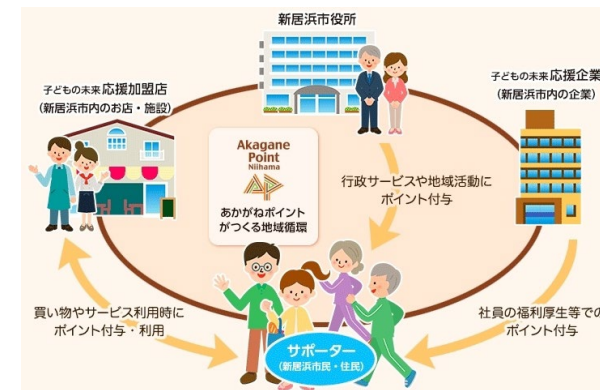 新居浜市役所
子どもの未来 応援加盟店
(新居浜市内のお店・施設)
子どもの未来 応援企業
(新居浜市内の企業)
Akagane
Point
Niihama
AP
あかがねポイント
がつくる地域循環
行政サービスや地域活動に
ポイント付与
買い物やサービス利用時に
ポイント付与・利用
社員の福利厚生等での
ポイント付与
サポーター
(新居浜市民・住民)